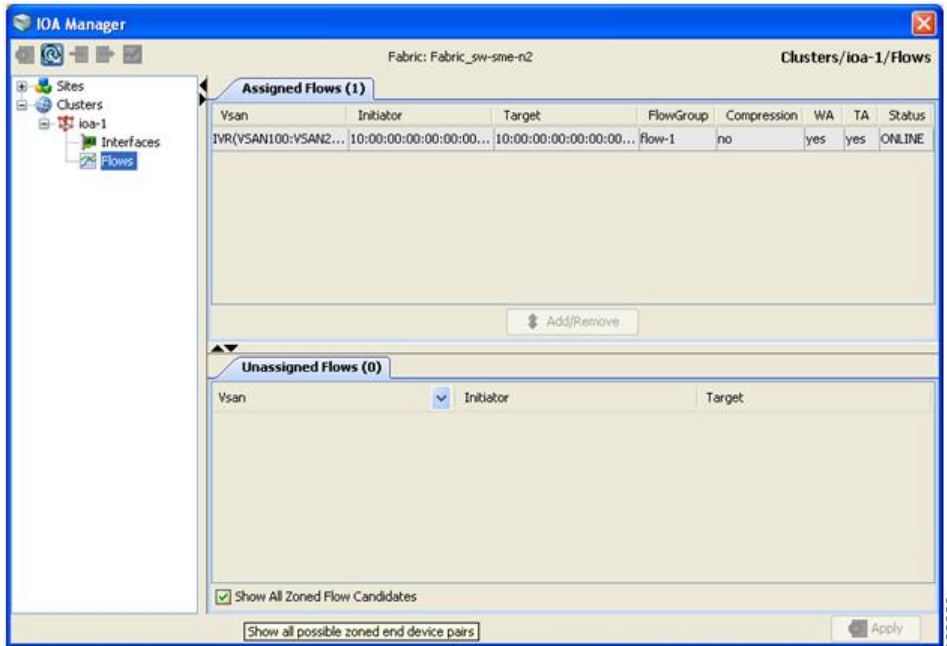 IOA Manager
Fabric: Fabric_sw-sme-n2
Clusters/ioa-1/Flows
Sites
Clusters
ioa-1
Interfaces
Flows
Assigned Flows (1)
Vsan Initiator Target FlowGroup Compression WA TA Status
IVR(VSAN100:VSAN2... 10:00:00:00:00:00:00... 10:00:00:00:00:00:00... flow-1 no yes yes ONLINE
Add/Remove
Unassigned Flows (0)
Vsan Initiator Target
Show All Zoned Flow Candidates
Show all possible zoned end device pairs
Apply